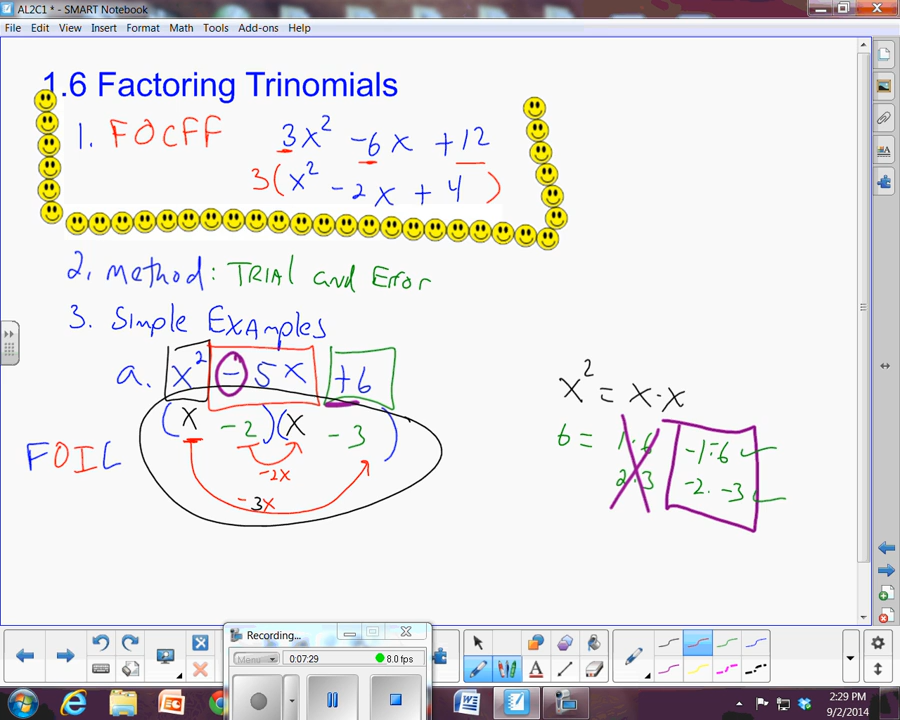 AL2C1 * - SMART Notebook
File Edit View Insert Format Math Tools Add-ons Help
1.6 Factoring Trinomials
1. FOCFF 3x² -6x +12
3(x² -2x + 4)
2. method: TRIAL and Error
3. Simple Examples
a. x² - 5x +6
(x -2)(x -3)
FOIL
-2x
-3x
x² = x·x
6 = 1·6 -1·6
2·3 -2·-3
Recording...
Menu 0:07:29 8.0 fps
2:29 PM
9/2/2014